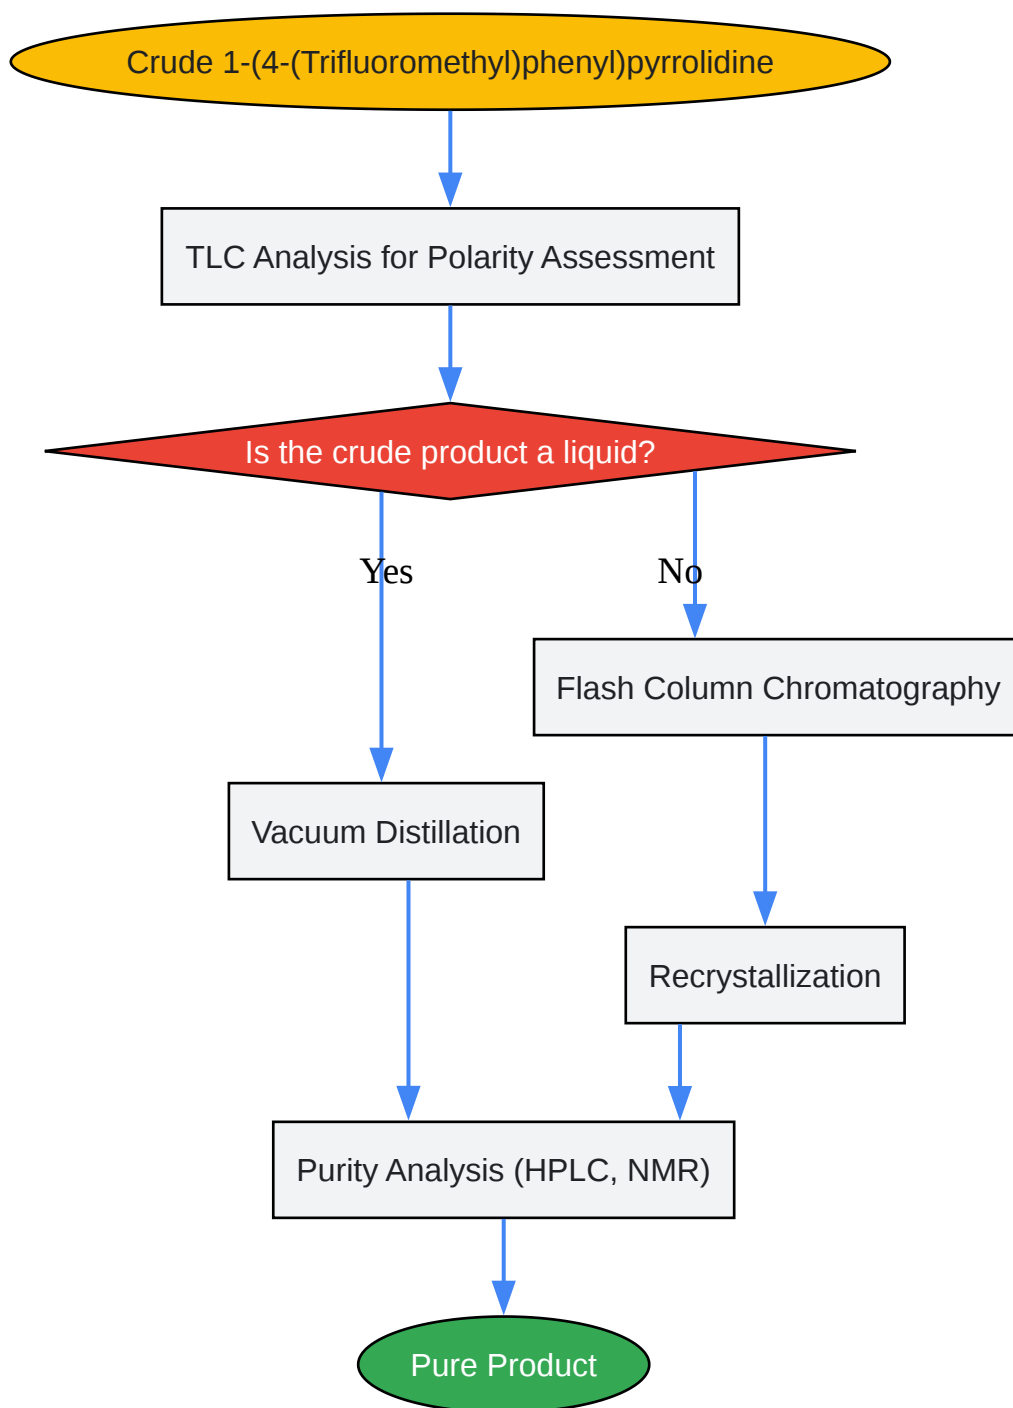 Crude 1-(4-(Trifluoromethyl)phenyl)pyrrolidine
TLC Analysis for Polarity Assessment
Is the crude product a liquid?
Yes
No
Flash Column Chromatography
Vacuum Distillation
Recrystallization
Purity Analysis (HPLC, NMR)
Pure Product